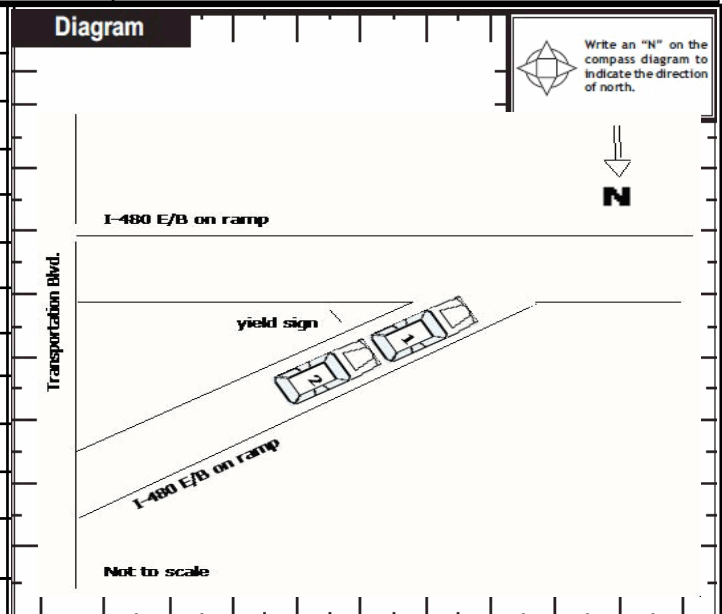 Diagram
Write an “N” on the
compass diagram to
indicate the direction
of north.
N
I-480 E/B on ramp
Transportation Blvd.
yield sign
1
2
I-480 E/B on ramp
Not to scale